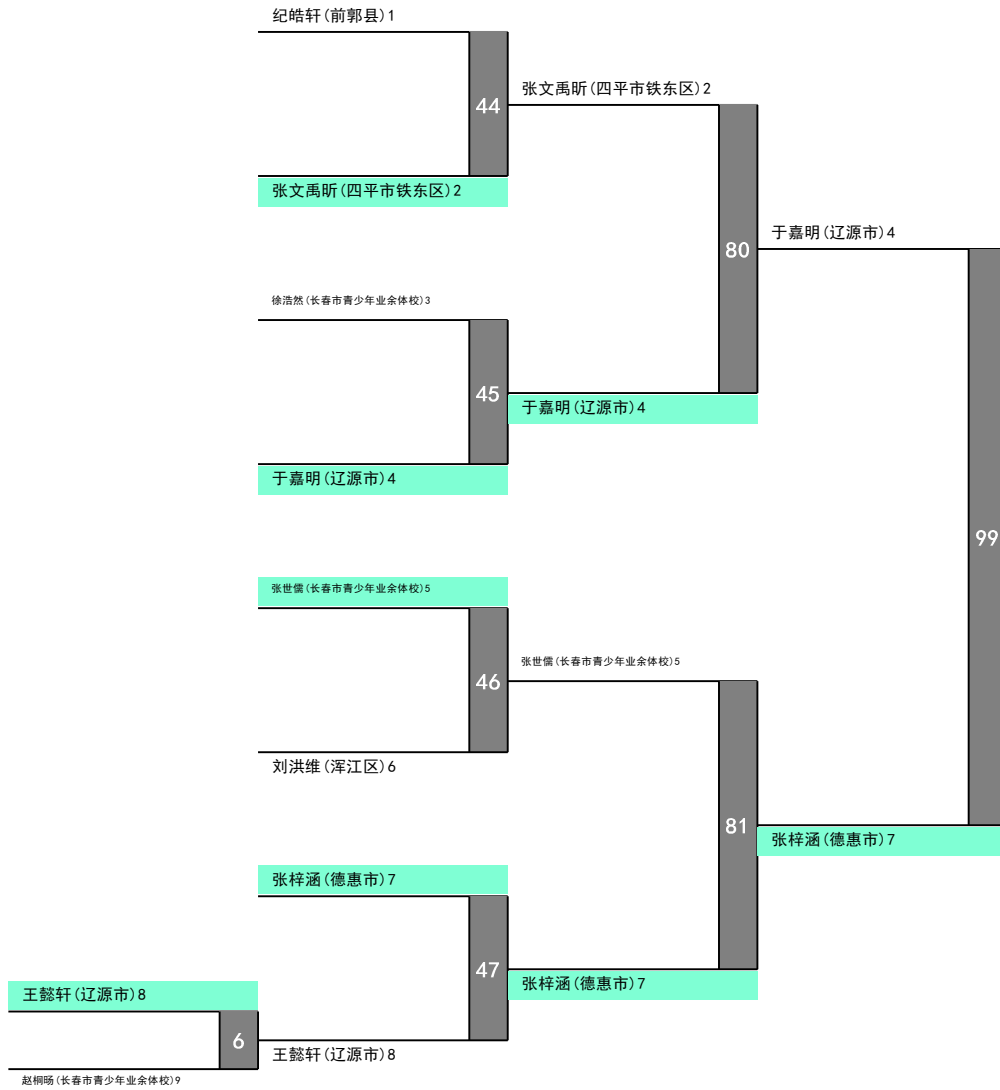 纪皓轩(前郭县)1
44
张文禹昕(四平市铁东区)2
张文禹昕(四平市铁东区)2
80
于嘉明(辽源市)4
徐浩然(长春市青少年业余体校)3
45
于嘉明(辽源市)4
于嘉明(辽源市)4
99
张世儒(长春市青少年业余体校)5
46
张世儒(长春市青少年业余体校)5
刘洪维(浑江区)6
81
张梓涵(德惠市)7
张梓涵(德惠市)7
47
张梓涵(德惠市)7
王懿轩(辽源市)8
6
王懿轩(辽源市)8
赵桐旸(长春市青少年业余体校)9